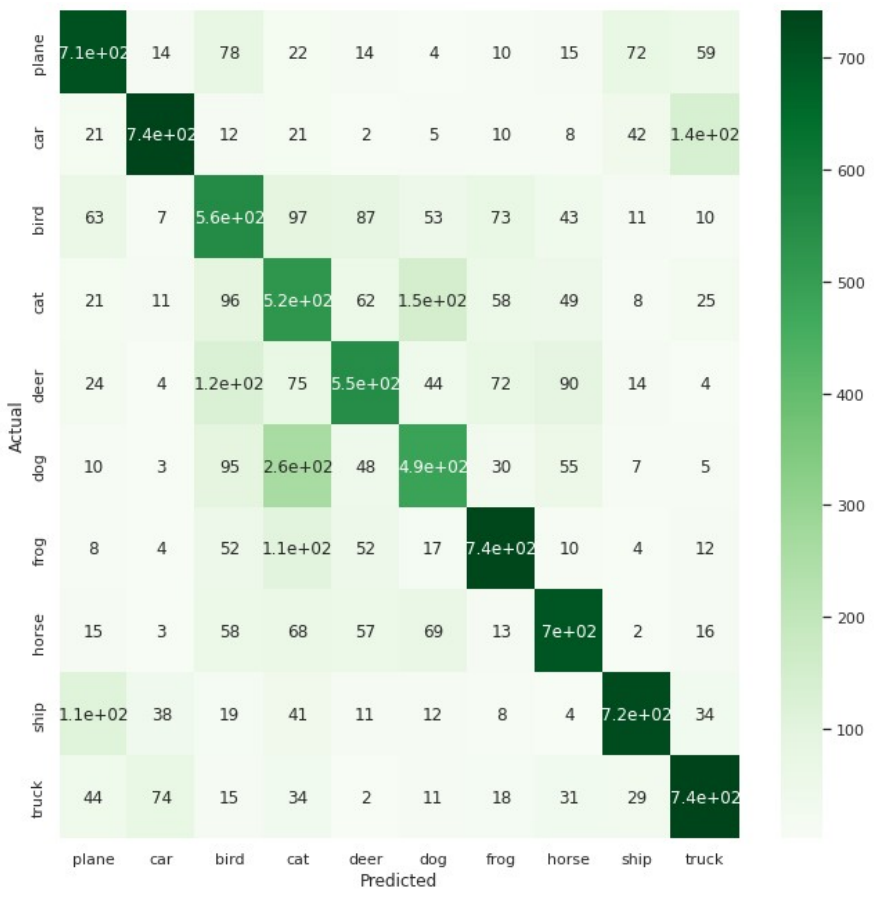 plane 7.1e+02 14 78 22 14 4 10 15 72 59
car 21 7.4e+02 12 21 2 5 10 8 42 1.4e+02
bird 63 7 5.6e+02 97 87 53 73 43 11 10
cat 21 11 96 5.2e+02 62 1.5e+02 58 49 8 25
deer 24 4 1.2e+02 75 5.5e+02 44 72 90 14 4
dog 10 3 95 2.6e+02 48 4.9e+02 30 55 7 5
frog 8 4 52 1.1e+02 52 17 7.4e+02 10 4 12
horse 15 3 58 68 57 69 13 7e+02 2 16
ship 1.1e+02 38 19 41 11 12 8 4 7.2e+02 34
truck 44 74 15 34 2 11 18 31 29 7.4e+02
plane car bird cat deer dog frog horse ship truck
Predicted
Actual
700
600
500
400
300
200
100